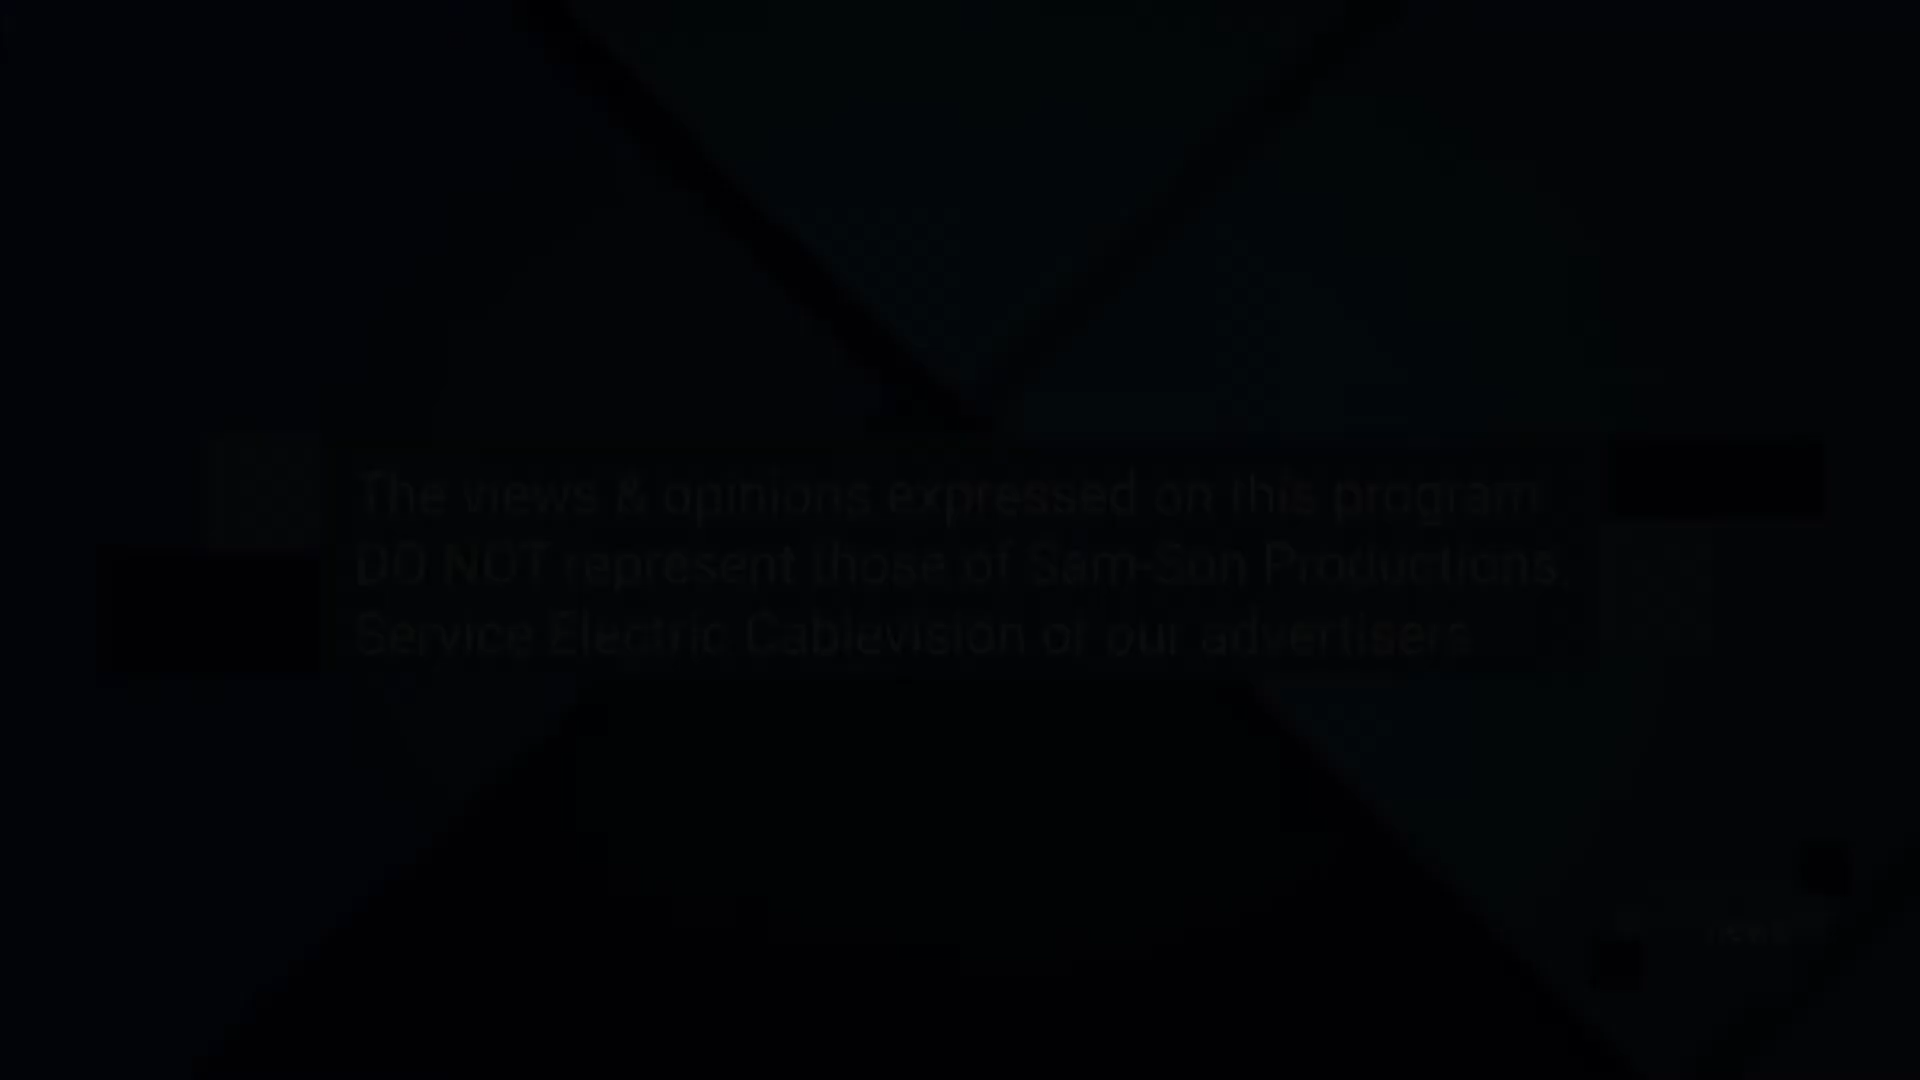 The views & opinions expressed on this program
DO NOT represent those of Sam-Son Productions
Service Electric Cablevision or our advertisers
news